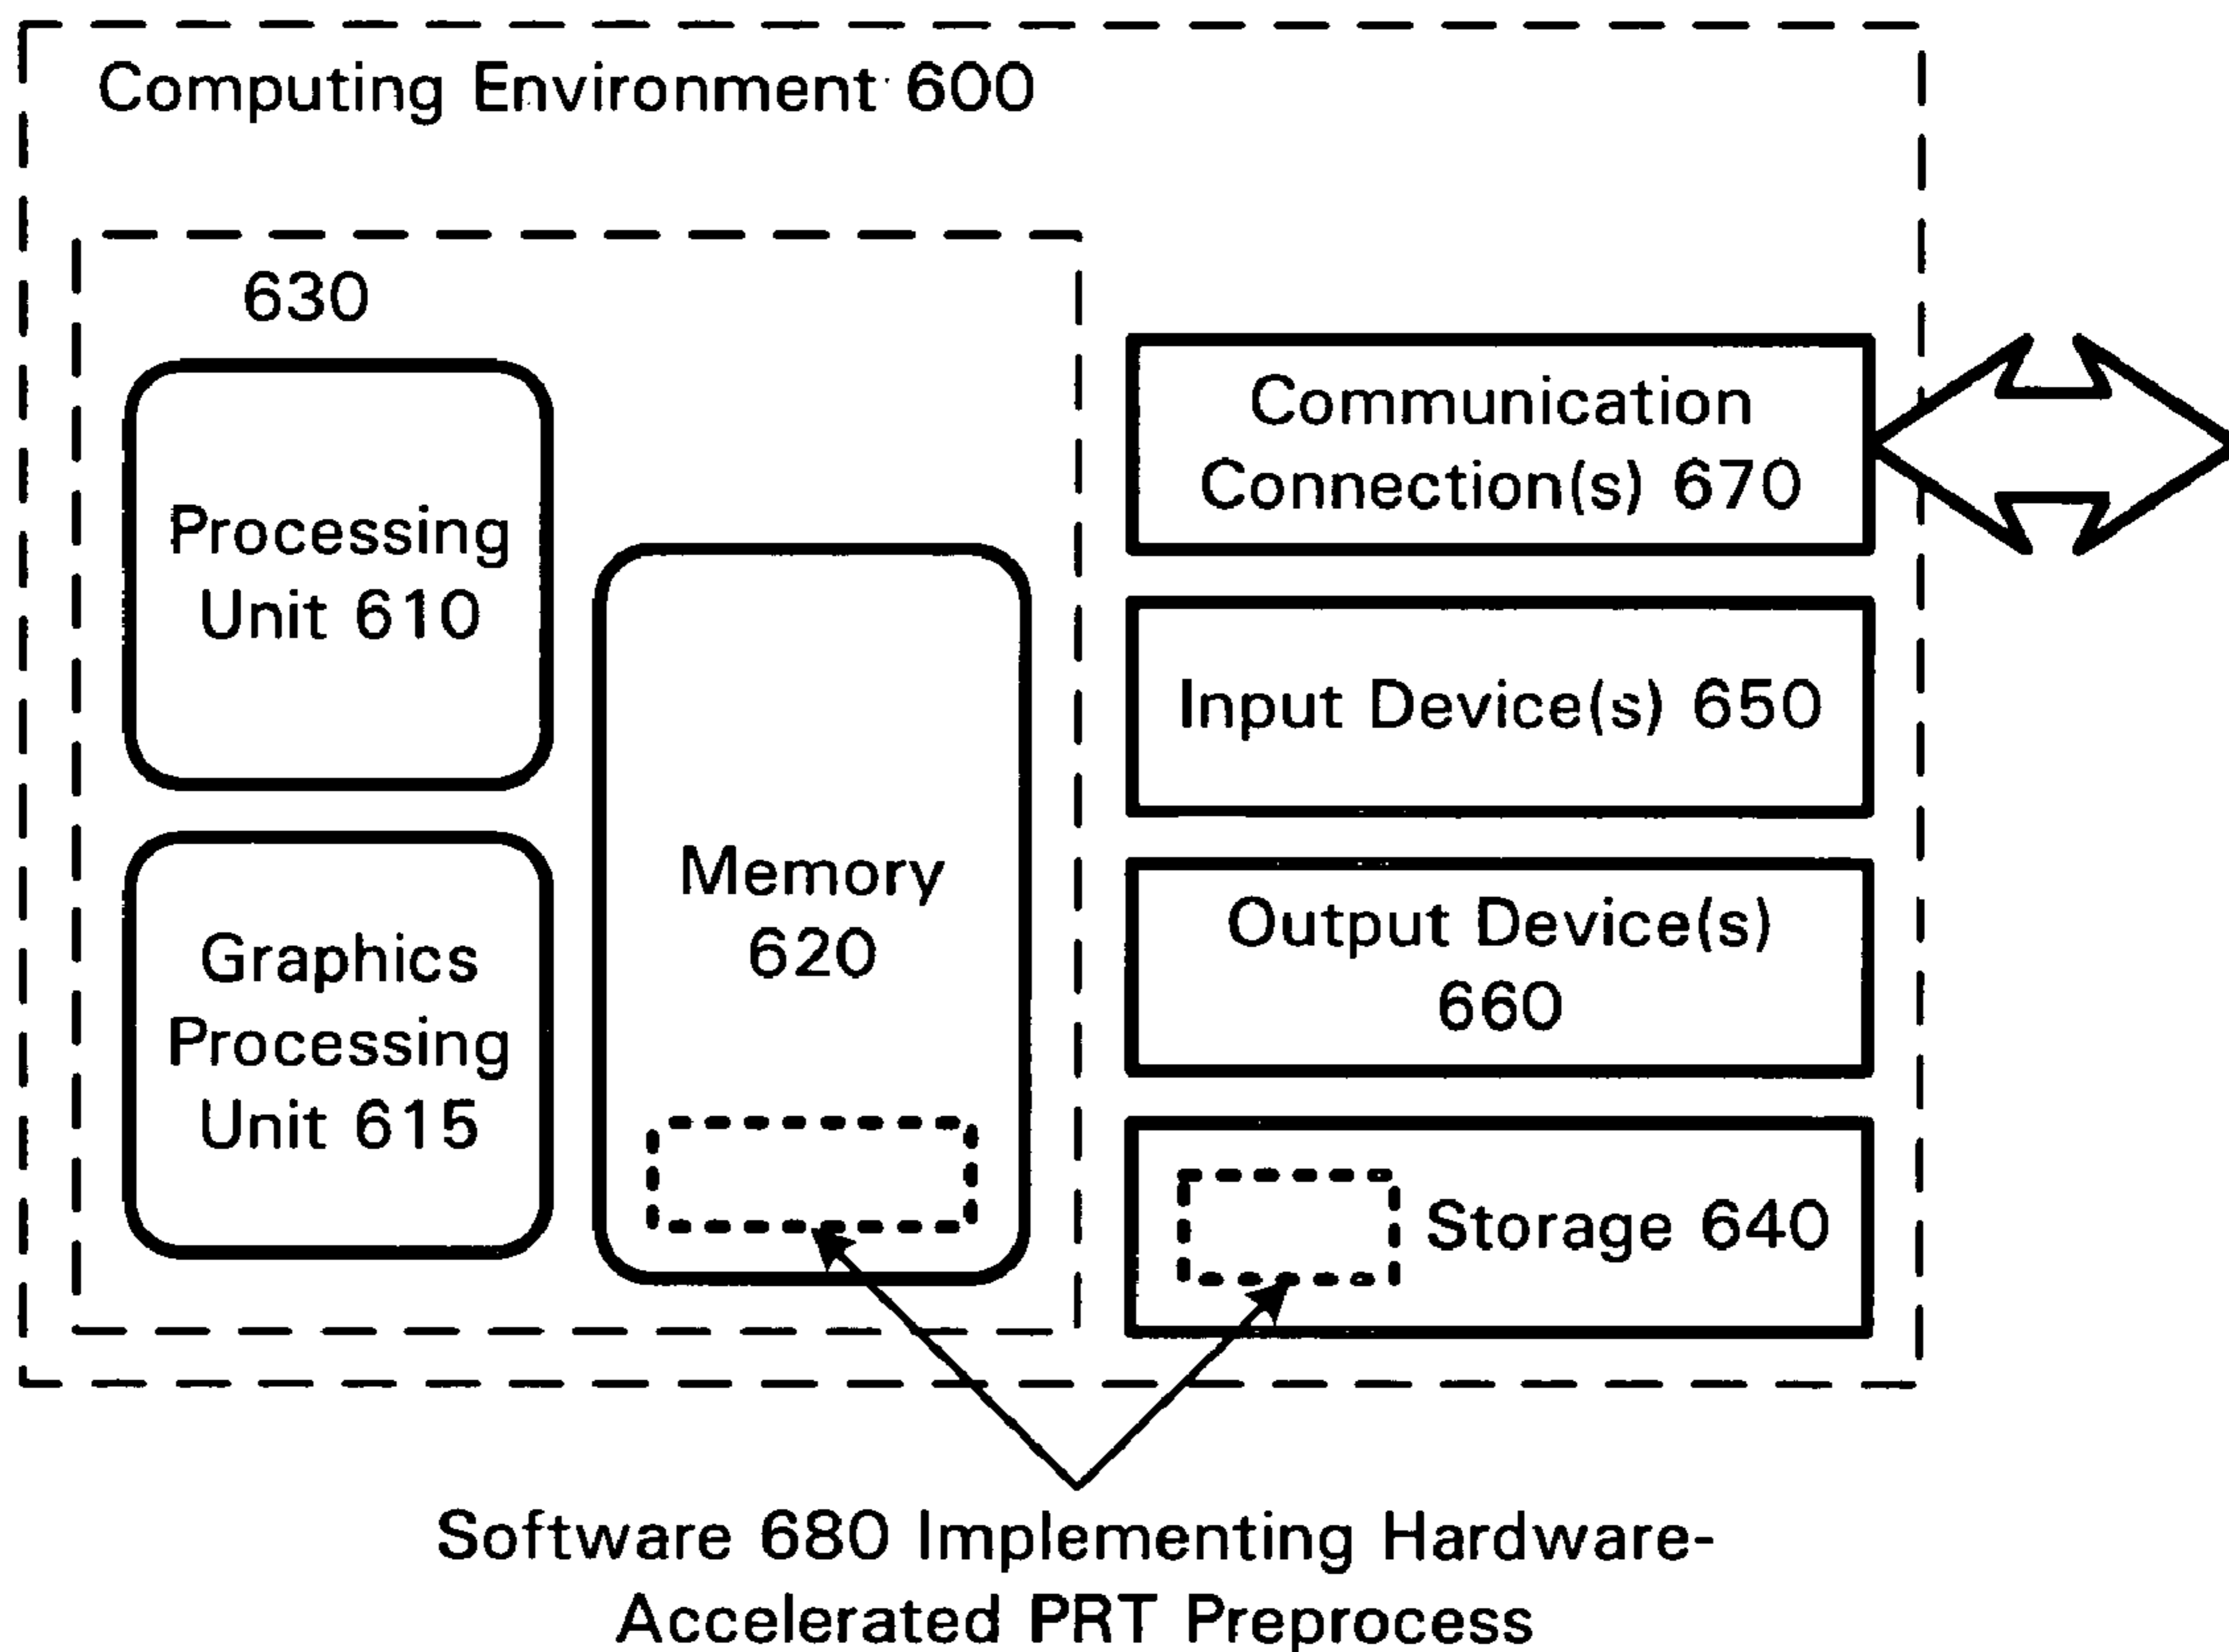 Computing Environment 600
630
Processing
Unit 610
Graphics
Processing
Unit 615
Memory
620
Communication
Connection(s) 670
Input Device(s) 650
Output Device(s)
660
Storage 640
Software 680 Implementing Hardware-
Accelerated PRT Preprocess